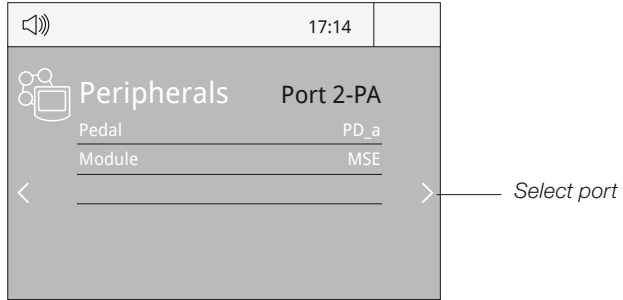 17:14
Peripherals Port 2-PA
Pedal PD_a
Module MSE
Select port